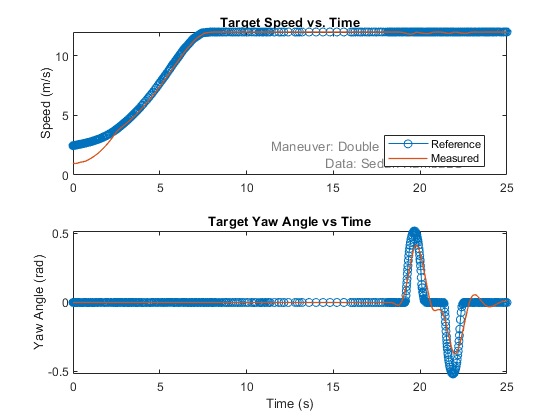 Target Speed vs. Time
10
5
0
Speed (m/s)
Maneuver: Double
Data:
Reference
Measured
0 5 10 15 20 25
Target Yaw Angle vs Time
0.5
0
-0.5
Yaw Angle (rad)
0 5 10 15 20 25
Time (s)